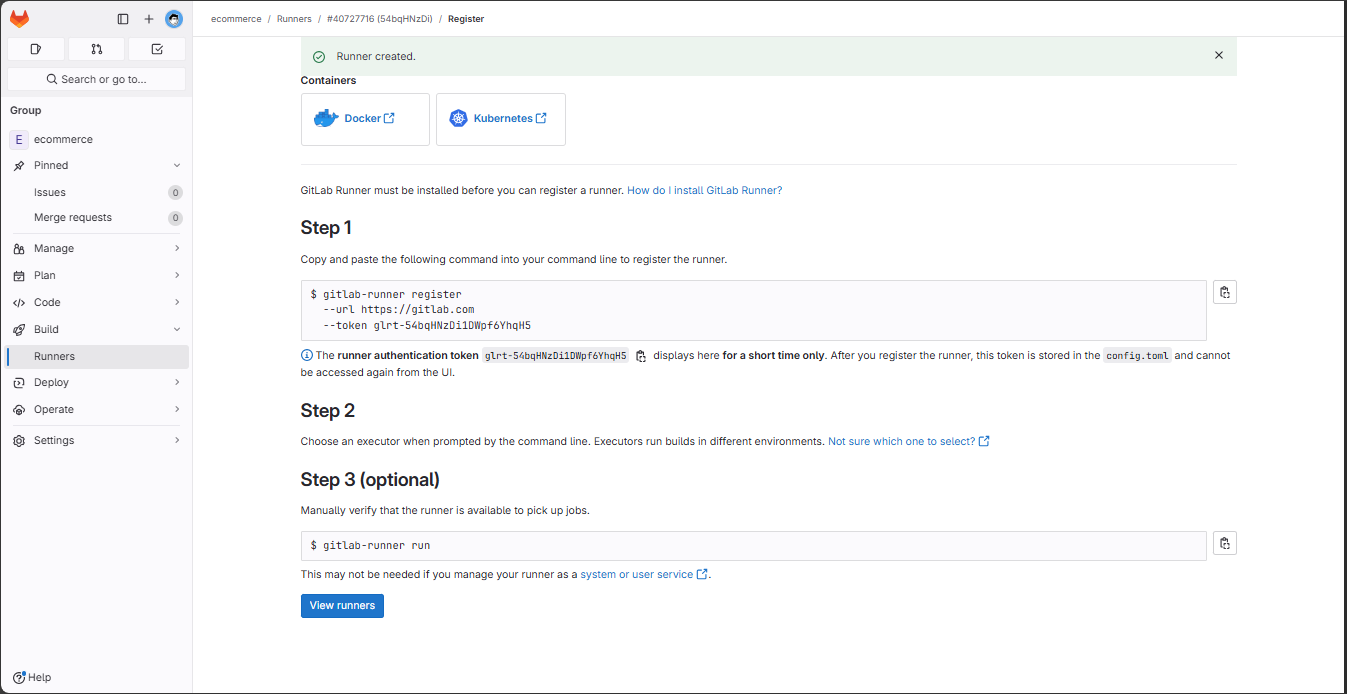 ecommerce / Runners / #40727716 (54bqHNzDi) / Register
Search or go to...
Group
E ecommerce
Pinned
Issues 0
Merge requests 0
Manage
Plan
Code
Build
Runners
Deploy
Operate
Settings
Help
Runner created.
Containers
Docker
Kubernetes
GitLab Runner must be installed before you can register a runner. How do I install GitLab Runner?
Step 1
Copy and paste the following command into your command line to register the runner.
$ gitlab-runner register
--url https://gitlab.com
--token glrt-54bqHNzDi1DWpf6YhqH5
The runner authentication token glrt-54bqHNzDi1DWpf6YhqH5 displays here for a short time only. After you register the runner, this token is stored in the config.toml and cannot
be accessed again from the UI.
Step 2
Choose an executor when prompted by the command line. Executors run builds in different environments. Not sure which one to select?
Step 3 (optional)
Manually verify that the runner is available to pick up jobs.
$ gitlab-runner run
This may not be needed if you manage your runner as a system or user service.
View runners